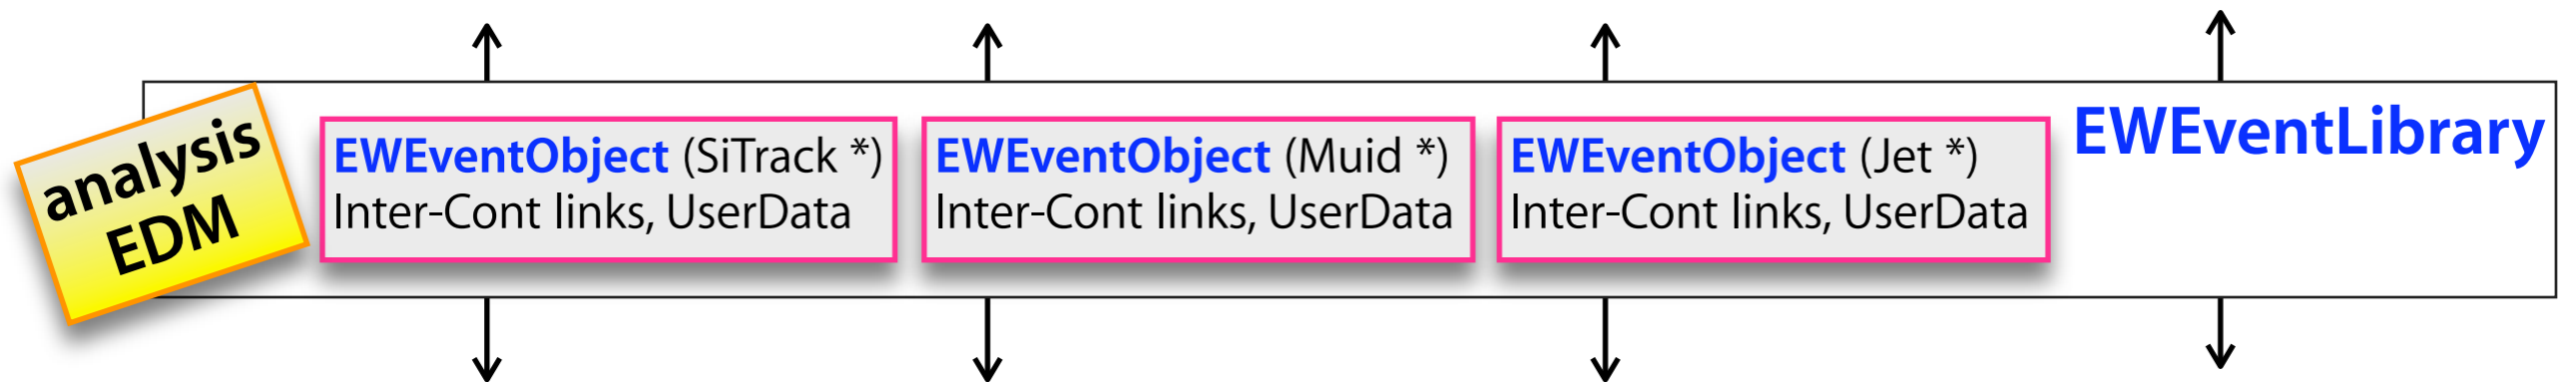 analysis
EDM
EWEventObject (SiTrack *)
Inter-Cont links, UserData
EWEventObject (Muid *)
Inter-Cont links, UserData
EWEventObject (Jet *)
Inter-Cont links, UserData
EWEventLibrary